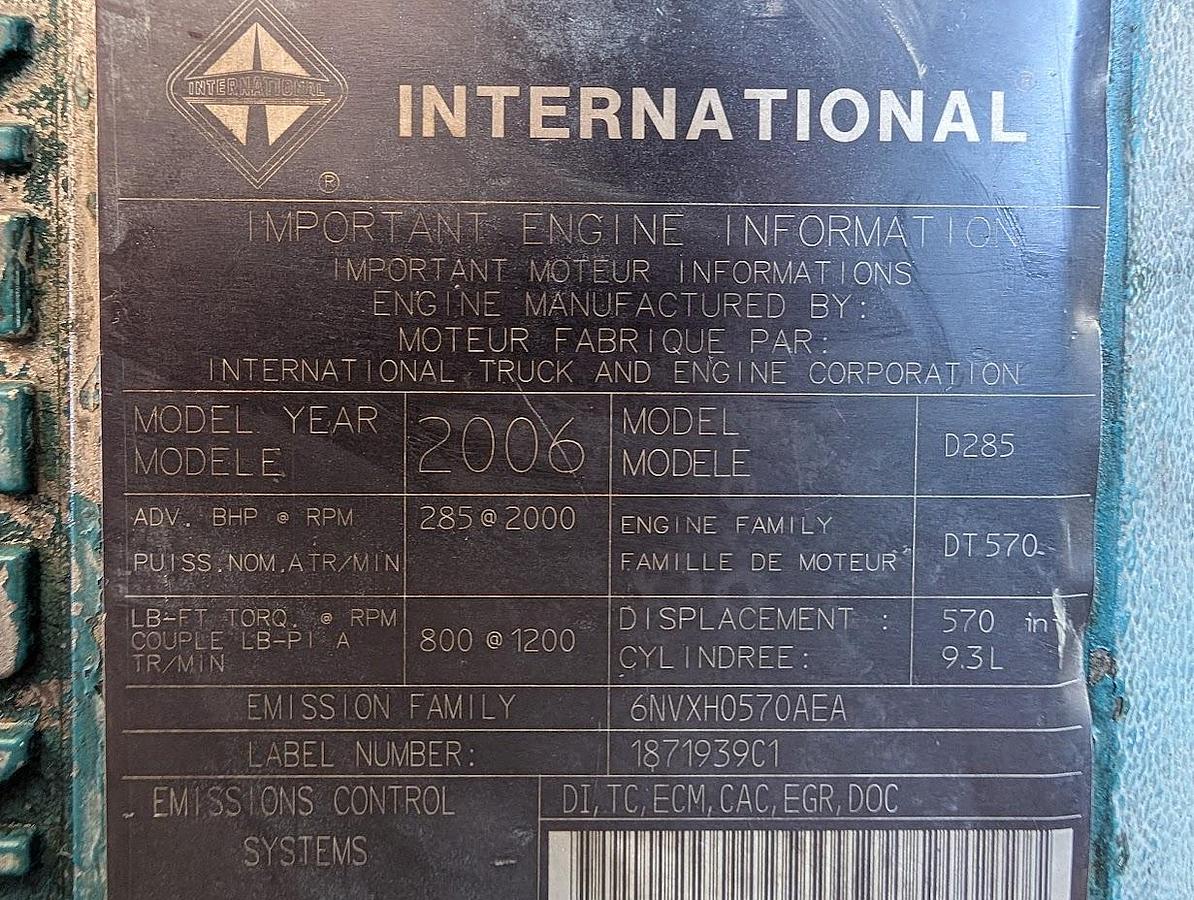 INTERNATIONAL
®
INTERNATIONAL®
IMPORTANT ENGINE INFORMATION
IMPORTANT MOTEUR INFORMATIONS
ENGINE MANUFACTURED BY:
MOTEUR FABRIQUE PAR:
INTERNATIONAL TRUCK AND ENGINE CORPORATION
MODEL YEAR
MODELE
2006
MODEL
MODELE
D285
ADV. BHP @ RPM
PUISS.NOM.ATR/MIN
285@2000
ENGINE FAMILY
FAMILLE DE MOTEUR
DT570
LB-FT TORQ. @ RPM
COUPLE LB-PI A
TR/MIN
800@1200
DISPLACEMENT :
CYLINDREE:
570 in
9.3L
EMISSION FAMILY
6NVXH0570AEA
LABEL NUMBER:
1871939C1
EMISSIONS CONTROL
SYSTEMS
DI,TC,ECM,CAC,EGR,DOC